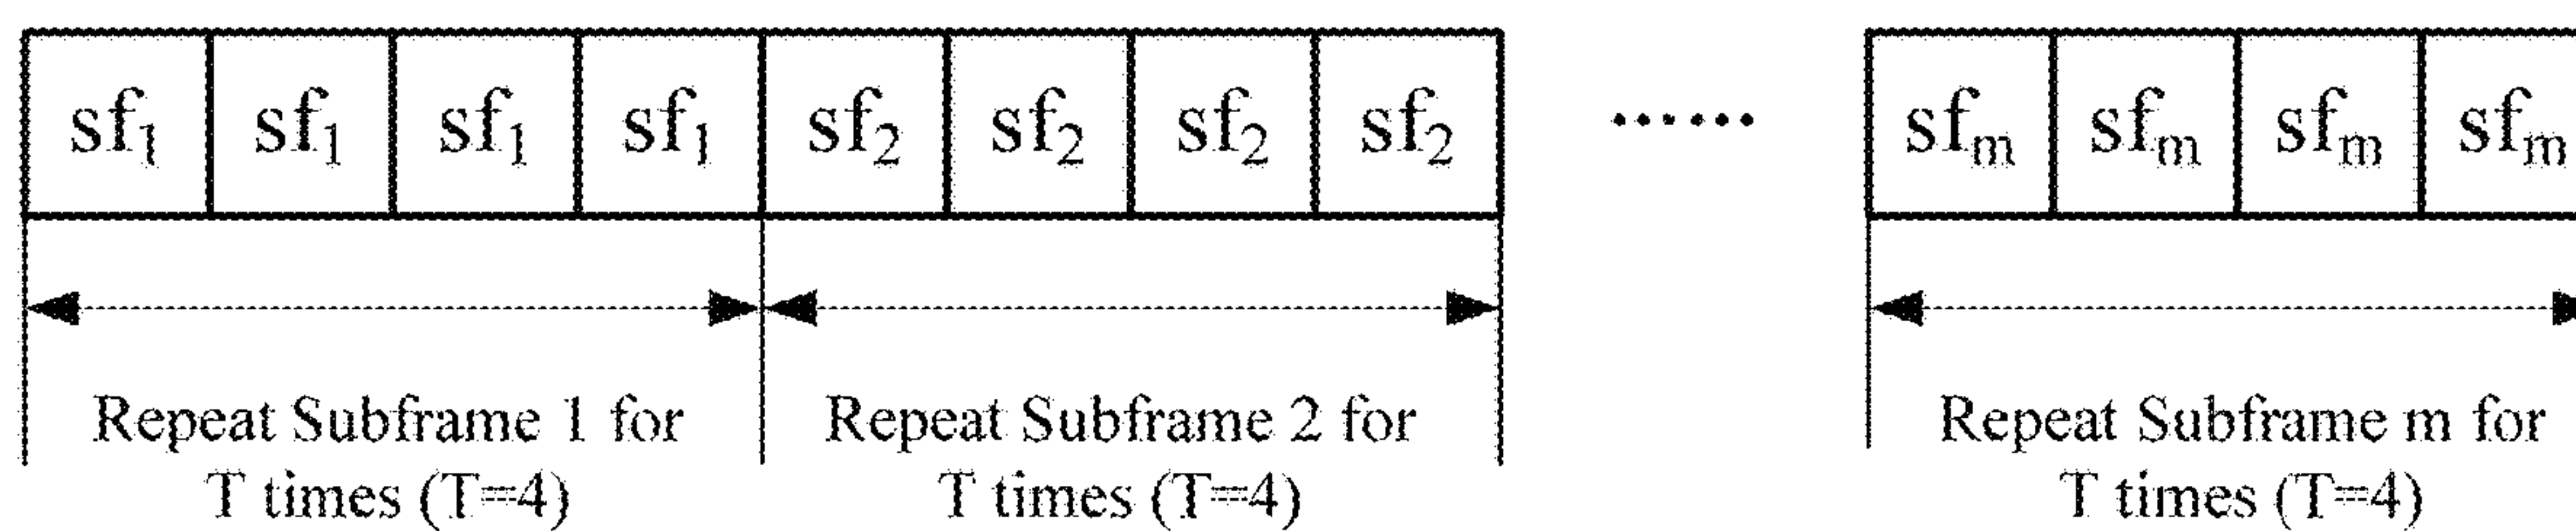 sf₁ sf₁ sf₁ sf₁ sf₂ sf₂ sf₂ sf₂ ...... sfₘ sfₘ sfₘ sfₘ
Repeat Subframe 1 for
T times (T=4)
Repeat Subframe 2 for
T times (T=4)
Repeat Subframe m for
T times (T=4)